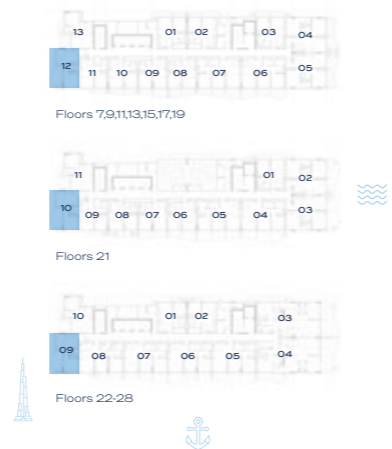 13 01 02 03 04
12 11 10 09 08 07 06 05
Floors 7,9,11,13,15,17,19
11 01 02
10 09 08 07 06 05 04 03
Floors 21
10 01 02 03
09 08 07 06 05 04
Floors 22-28